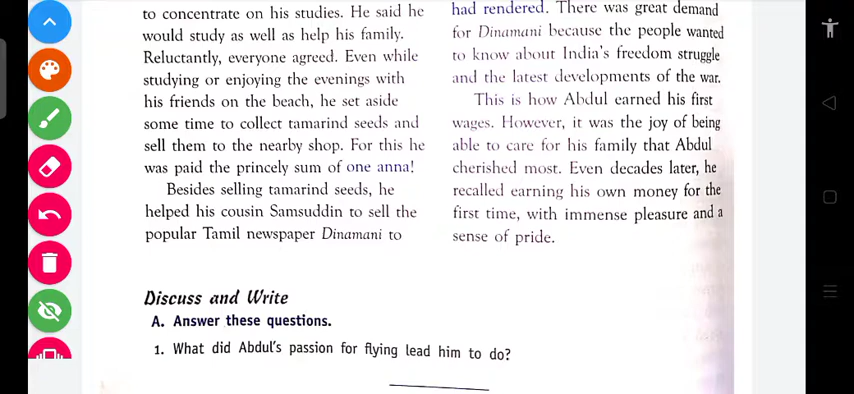 to concentrate on his studies. He said he
would study as well as help his family.
Reluctantly, everyone agreed. Even while
studying or enjoying the evenings with
his friends on the beach, he set aside
some time to collect tamarind seeds and
sell them to the nearby shop. For this he
was paid the princely sum of one anna!
Besides selling tamarind seeds, he
helped his cousin Samsuddin to sell the
popular Tamil newspaper Dinamani to
had rendered. There was great demand
for Dinamani because the people wanted
to know about India's freedom struggle
and the latest developments of the war.
This is how Abdul earned his first
wages. However, it was the joy of being
able to care for his family that Abdul
cherished most. Even decades later, he
recalled earning his own money for the
first time, with immense pleasure and a
sense of pride.
Discuss and Write
A. Answer these questions.
1. What did Abdul's passion for flying lead him to do?